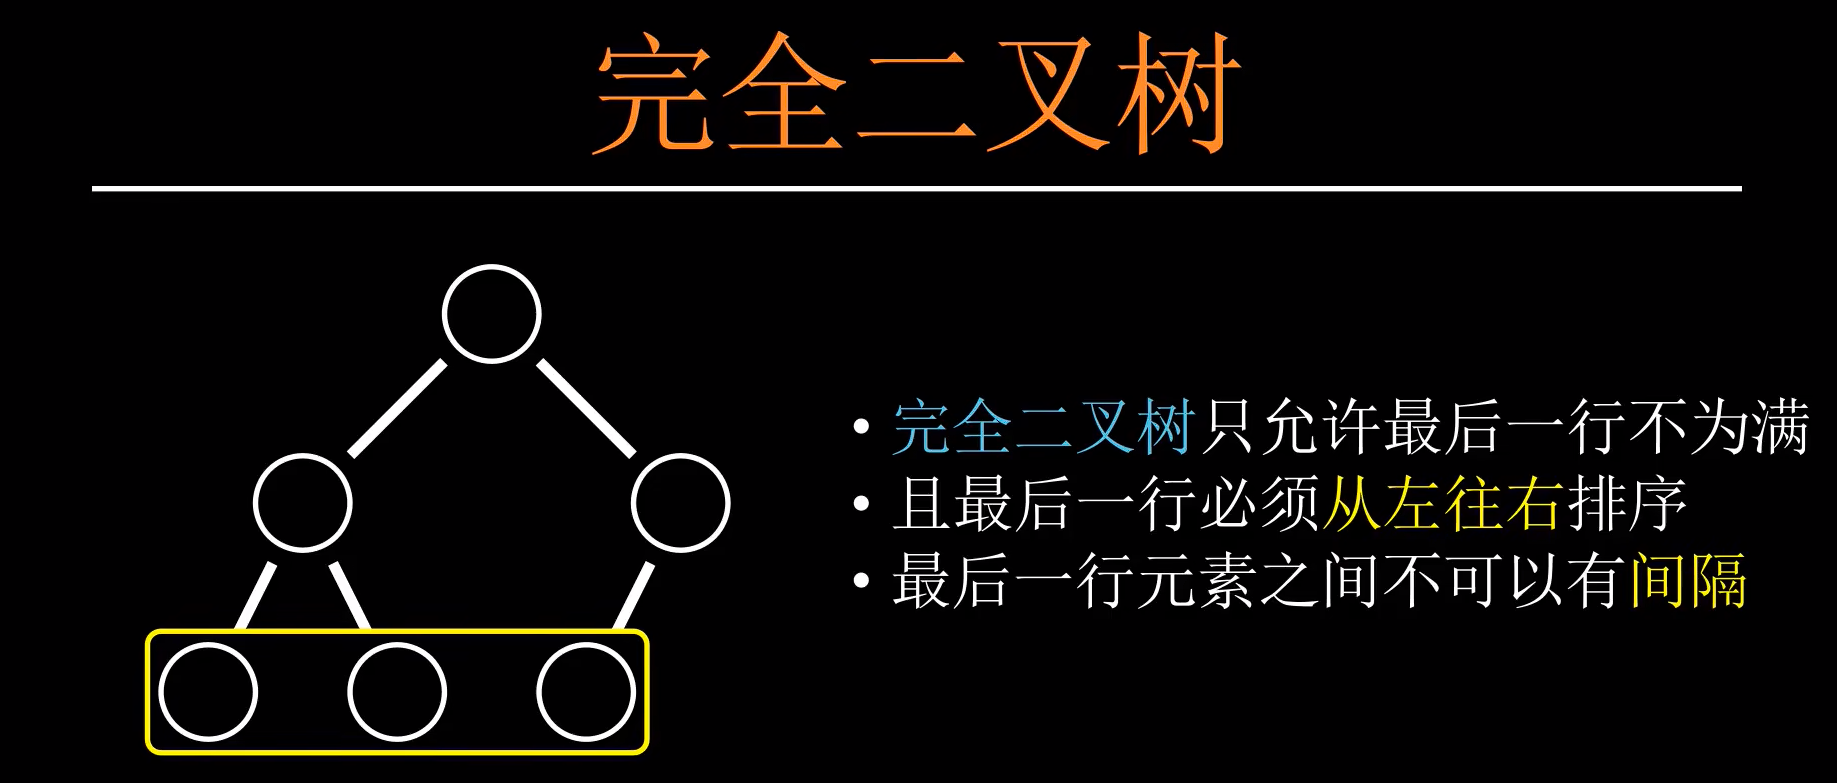 完全二叉树
• 完全二叉树只允许最后一行不为满
• 且最后一行必须从左往右排序
• 最后一行元素之间不可以有间隔